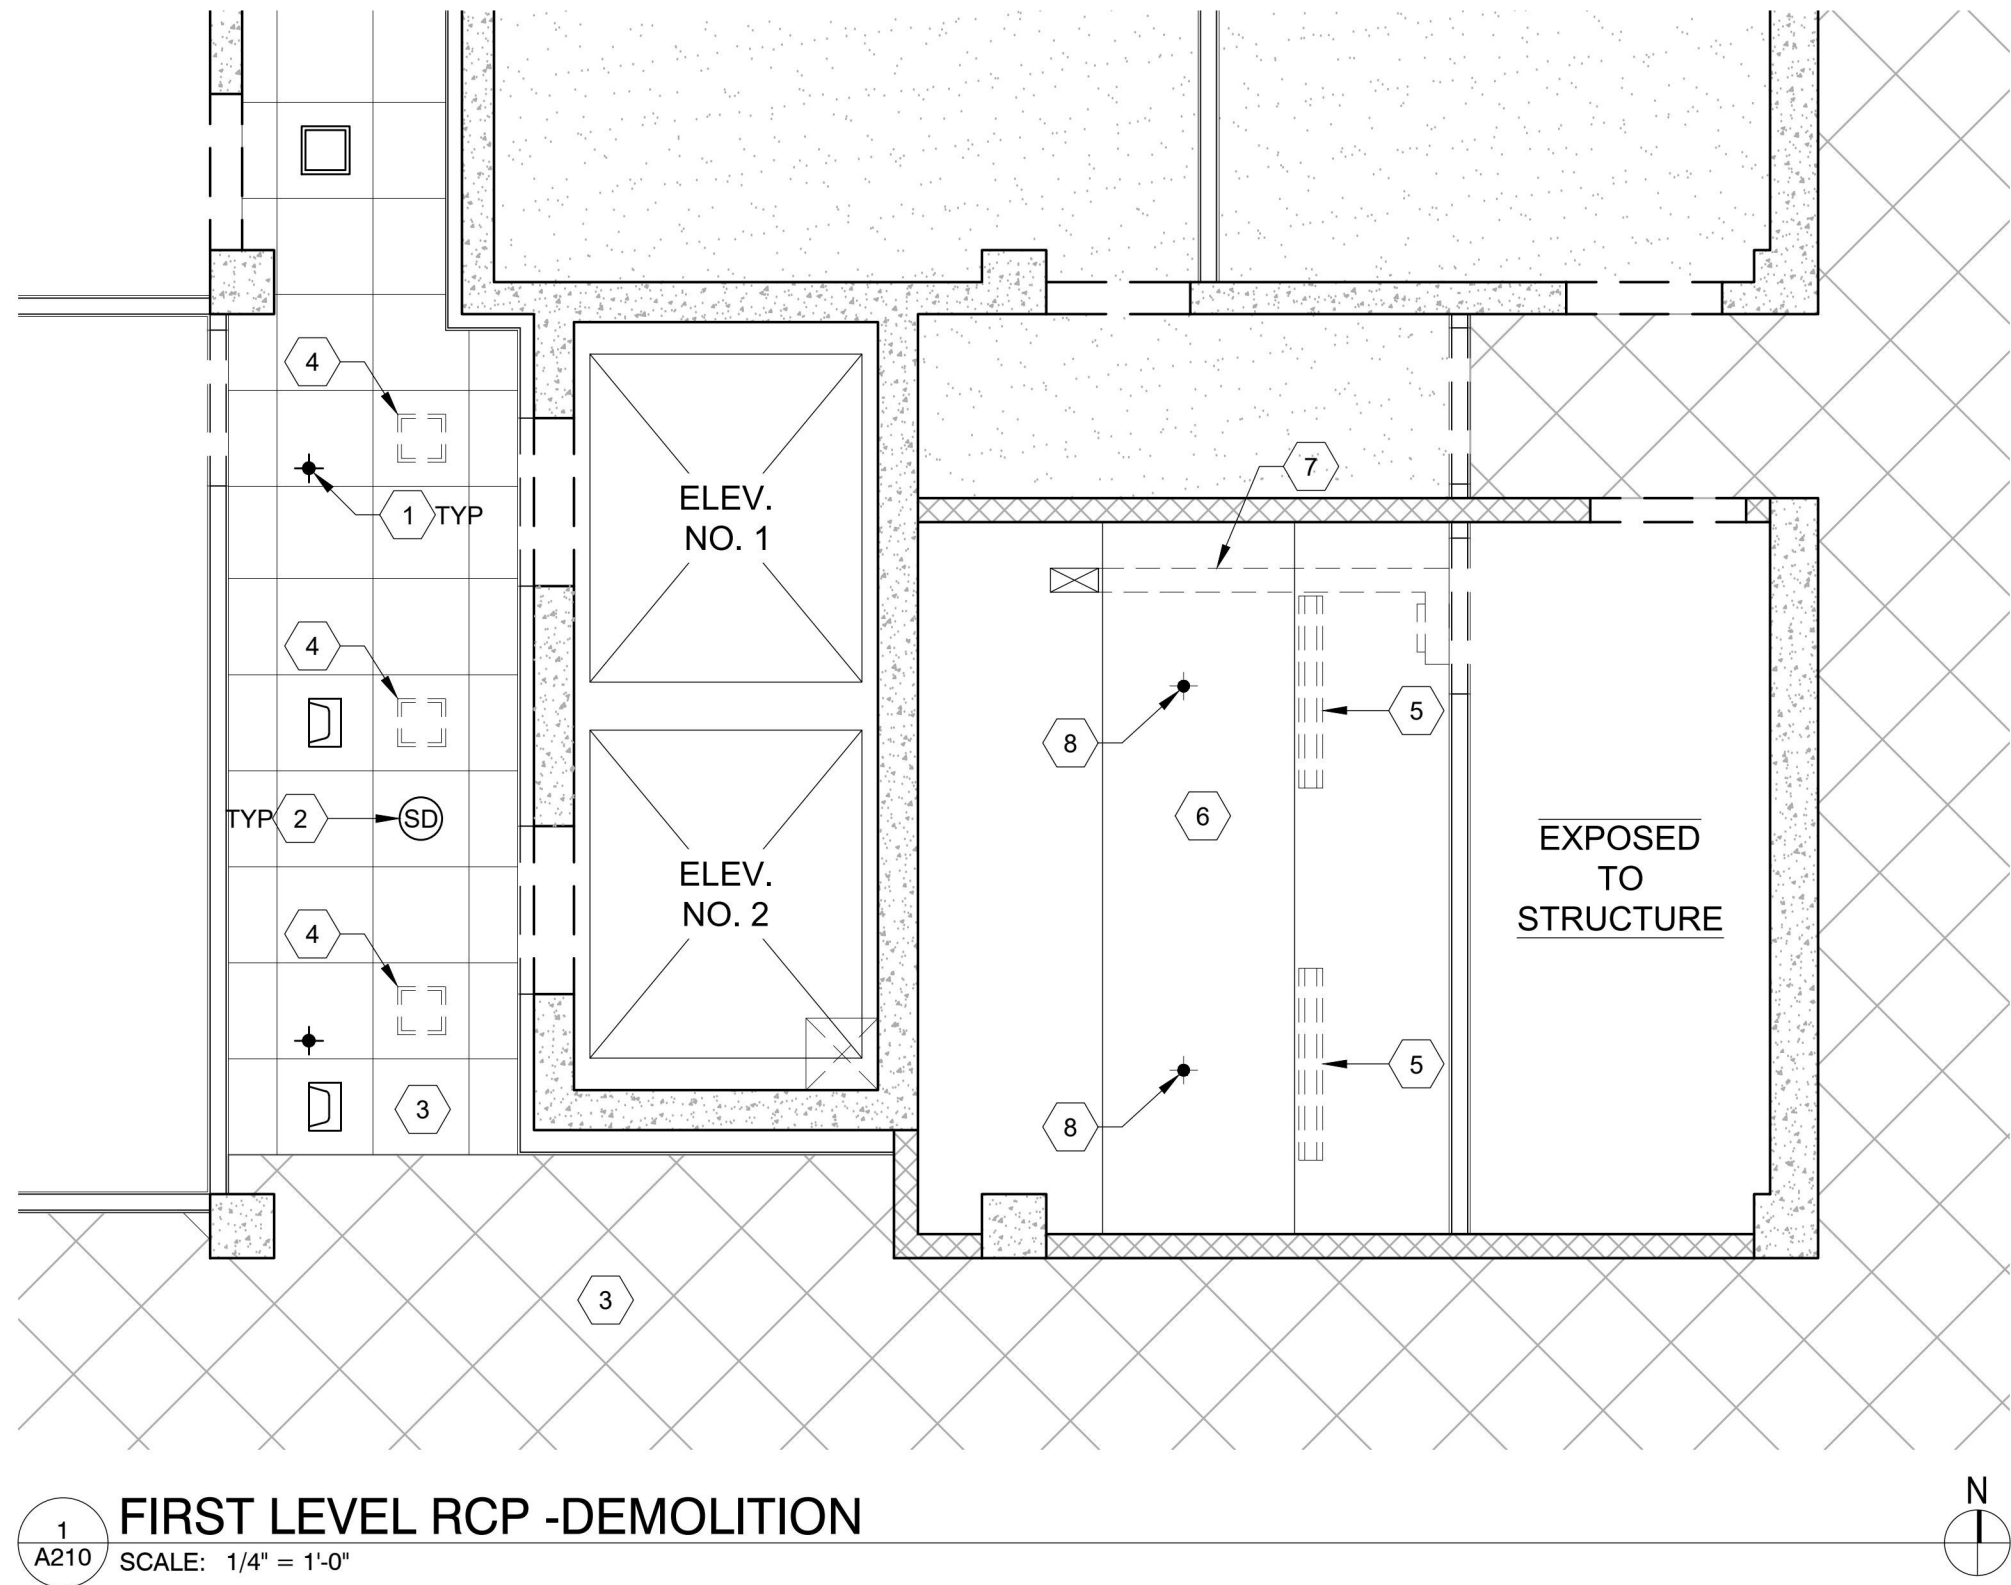 4
ELEV.
NO. 1
7
1 TYP
4
5
8
6
TYP 2 SD
EXPOSED
TO
STRUCTURE
ELEV.
NO. 2
4
5
3
8
3
N
1
A210
FIRST LEVEL RCP -DEMOLITION
SCALE: 1/4" = 1'-0"